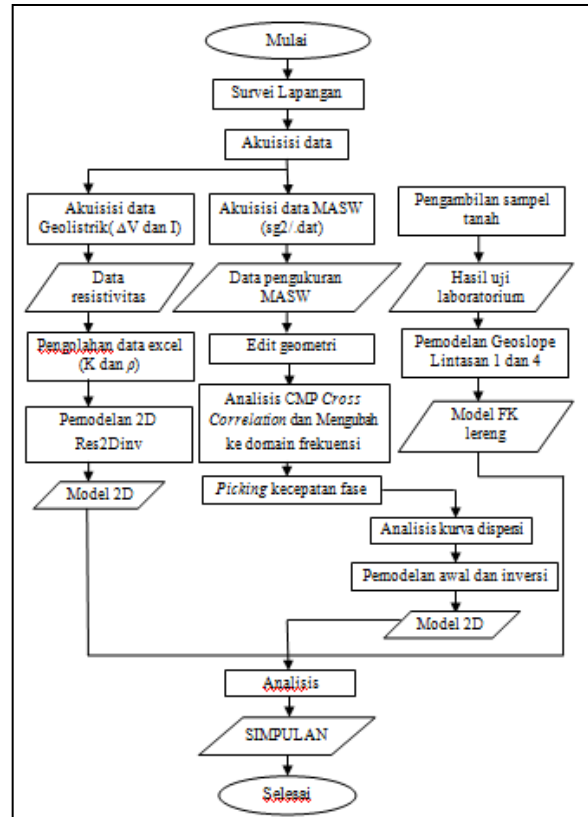 Mulai
Survei Lapangan
Akuisisi data
Akuisisi data
Geolistrik( ΔV dan I)
Akuisisi data MASW
(sg2/.dat)
Pengambilan sampel
tanah
Data
resistivitas
Data pengukuran
MASW
Hasil uji
laboratorium
Pengolahan data excel
(K dan ρ)
Edit geometri
Pemodelan Geoslope
Lintasan 1 dan 4
Pemodelan 2D
Res2Dinv
Analisis CMP Cross
Correlation dan Mengubah
ke domain frekuensi
Model FK
lereng
Model 2D
Picking kecepatan fase
Analisis kurva dispersi
Pemodelan awal dan inversi
Model 2D
Analisis
SIMPULAN
Selesai